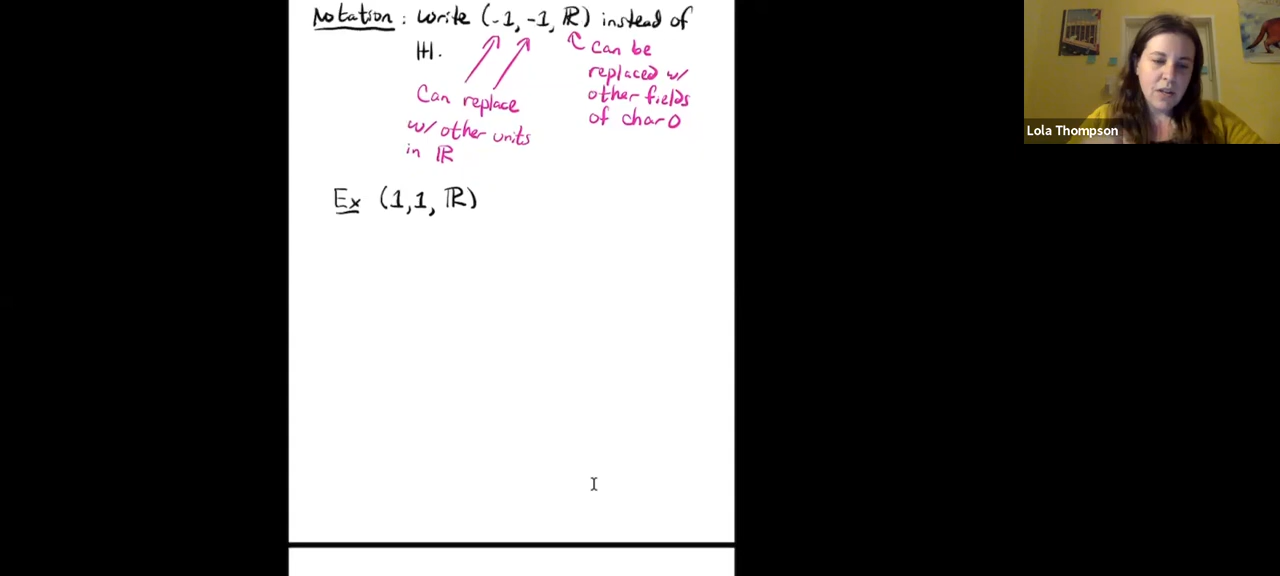 Notation: Write (-1, -1, ℝ) instead of
ℍ.
Can replace
w/ other units
in ℝ
Can be
replaced w/
other fields
of char 0
Ex (1,1, ℝ)
Lola Thompson